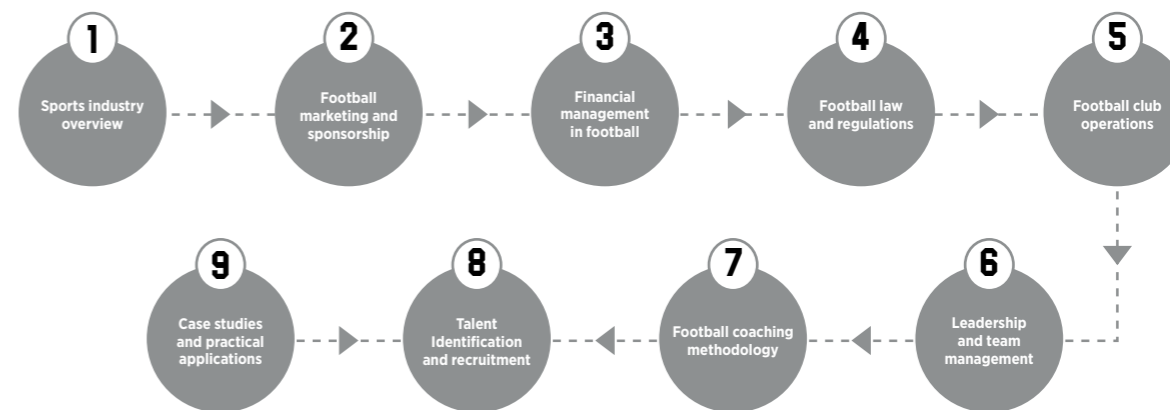 1
Sports industry
overview
2
Football
marketing and
sponsorship
3
Financial
management
in football
4
Football law
and regulations
5
Football club
operations
6
Leadership
and team
management
7
Football coaching
methodology
8
Talent
Identification
and recruitment
9
Case studies
and practical
applications